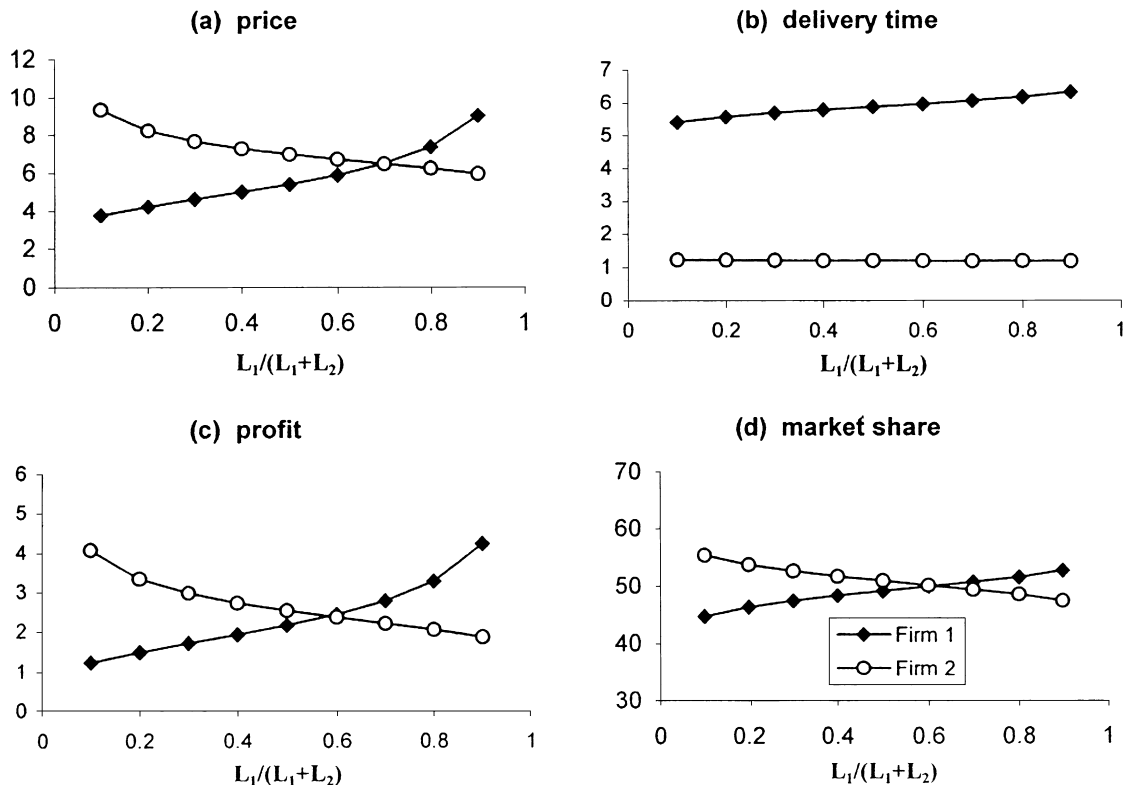 (a) price
12
10
8
6
4
2
0
0 0.2 0.4 0.6 0.8 1
L1/(L1+L2)
(b) delivery time
7
6
5
4
3
2
1
0
0 0.2 0.4 0.6 0.8 1
L1/(L1+L2)
(c) profit
6
5
4
3
2
1
0
0 0.2 0.4 0.6 0.8 1
L1/(L1+L2)
(d) market share
70
60
50
40
30
Firm 1
Firm 2
0 0.2 0.4 0.6 0.8 1
L1/(L1+L2)